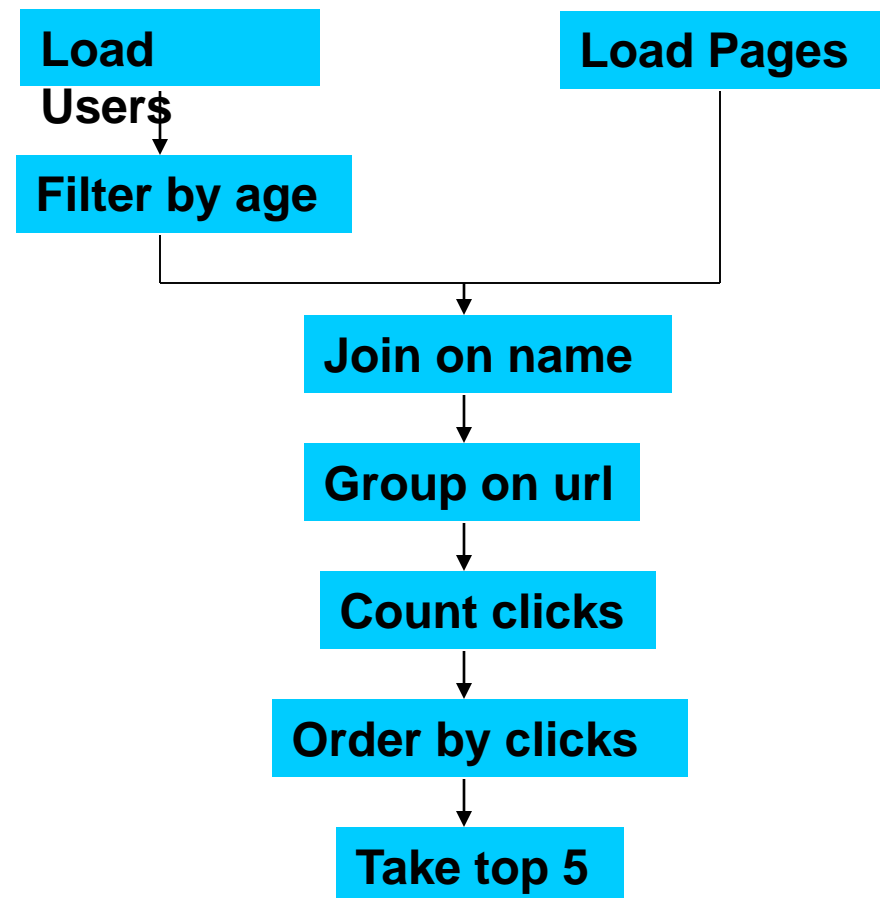 Load
Users
Load Pages
Filter by age
Join on name
Group on url
Count clicks
Order by clicks
Take top 5